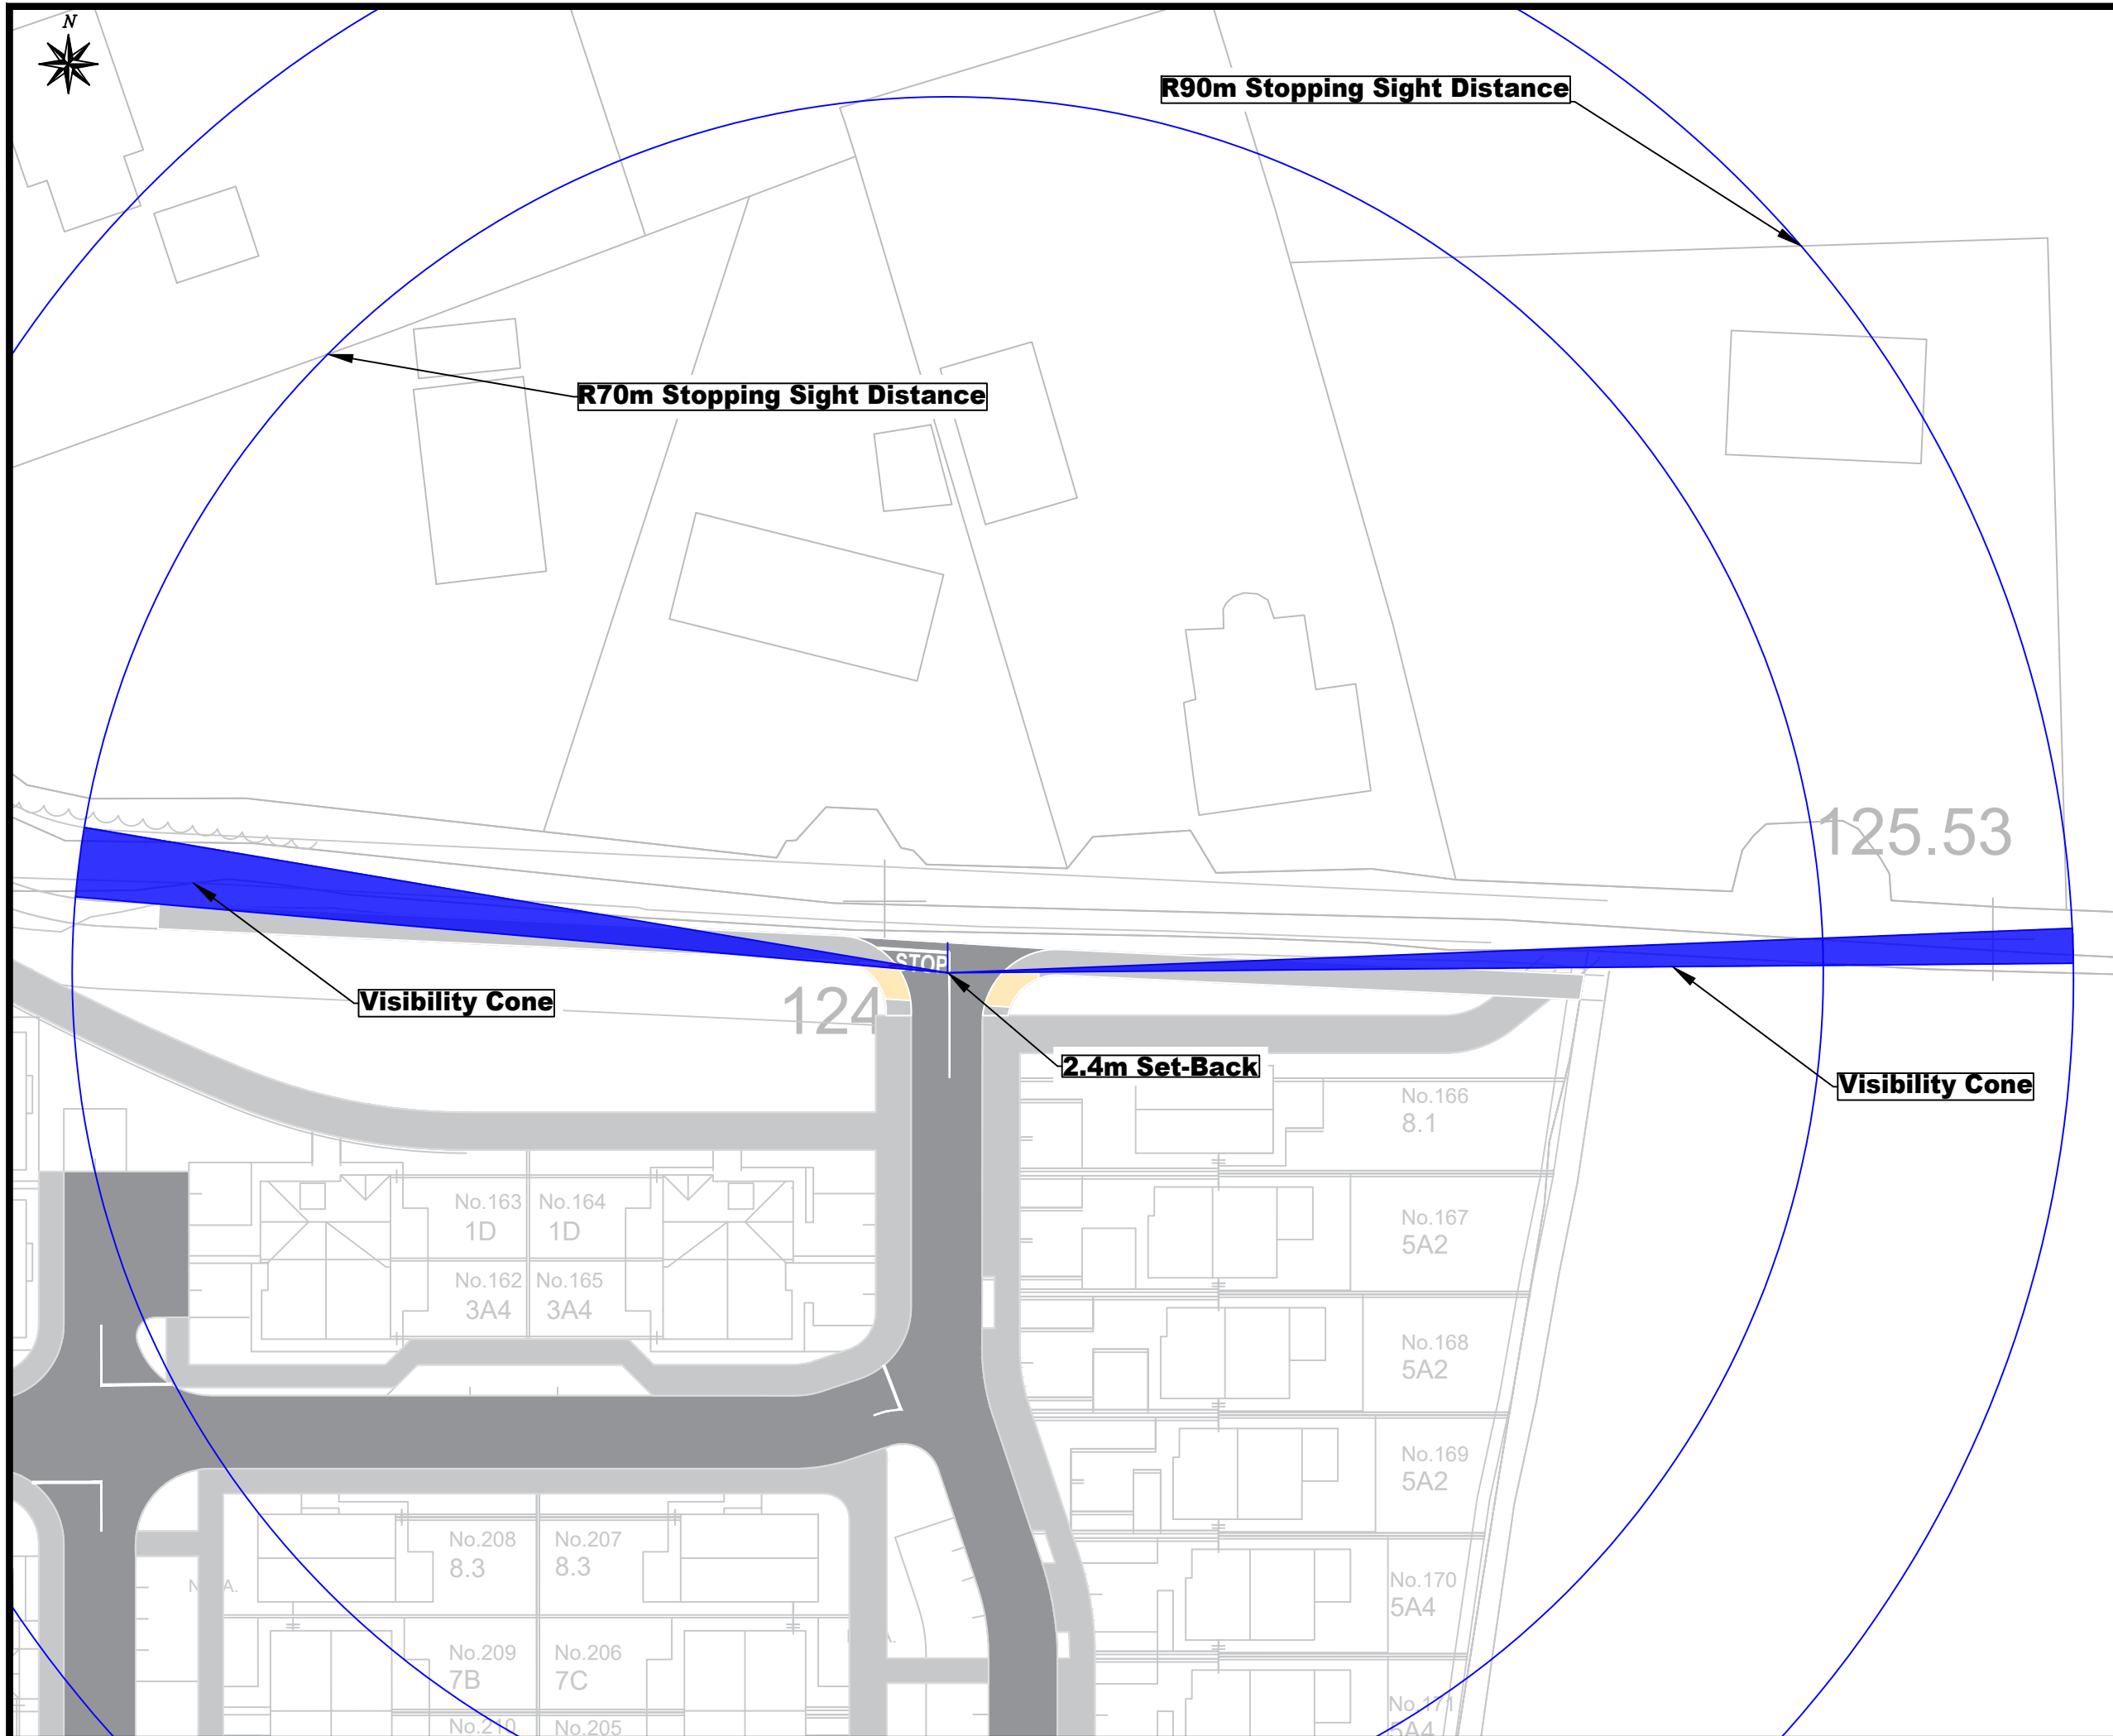 N
R90m Stopping Sight Distance
R70m Stopping Sight Distance
125.53
STOP
124
Visibility Cone
2.4m Set-Back
Visibility Cone
No.166
8.1
No.167
5A2
No.163
1D
No.164
1D
No.162
3A4
No.165
3A4
No.168
5A2
No.169
5A2
No.208
8.3
No.207
8.3
No.170
5A4
No.209
7B
No.206
7C
No.210
No.205
No.171
5A4